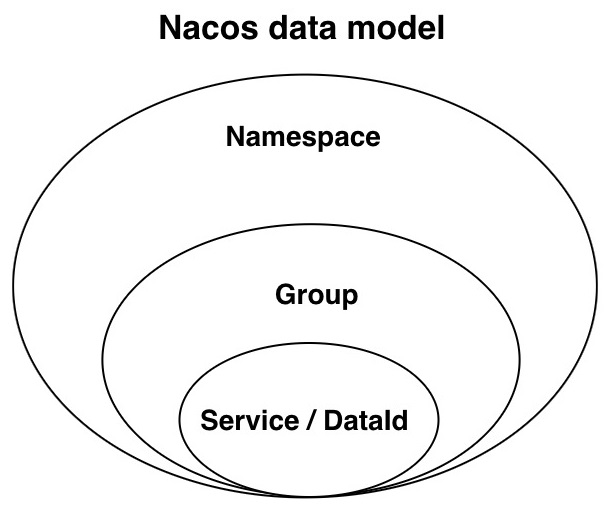 Nacos data model
Namespace
Group
Service / DataId